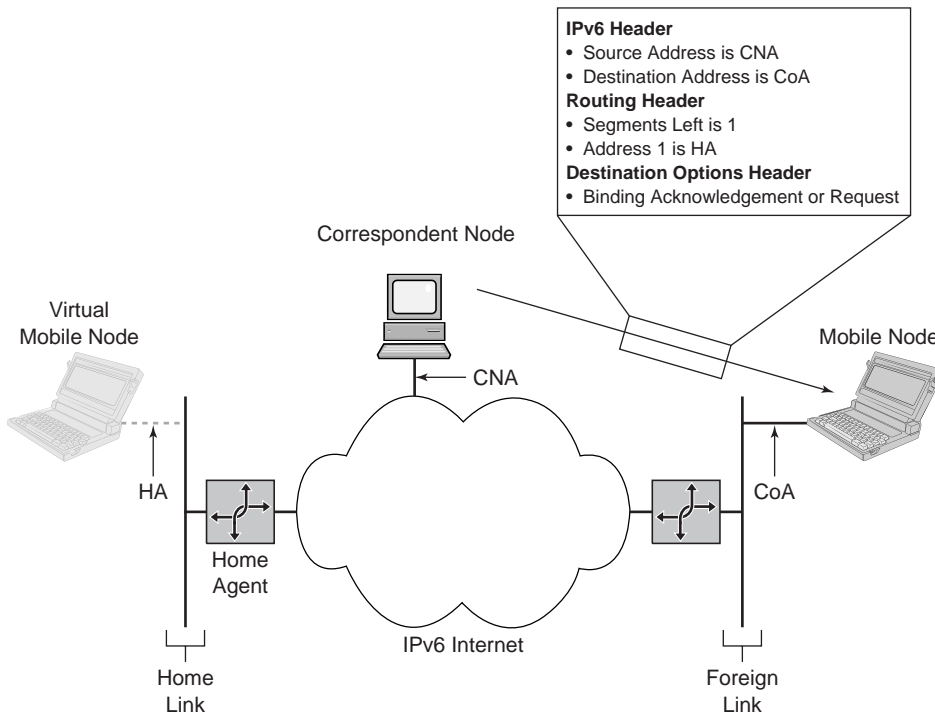 IPv6 Header
• Source Address is CNA
• Destination Address is CoA
Routing Header
• Segments Left is 1
• Address 1 is HA
Destination Options Header
• Binding Acknowledgement or Request
Correspondent Node
Virtual
Mobile Node
Mobile Node
CNA
HA
CoA
Home
Agent
IPv6 Internet
Home
Link
Foreign
Link